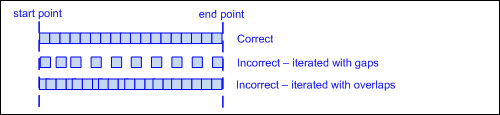 start point
end point
Correct
Incorrect – iterated with gaps
Incorrect – iterated with overlaps